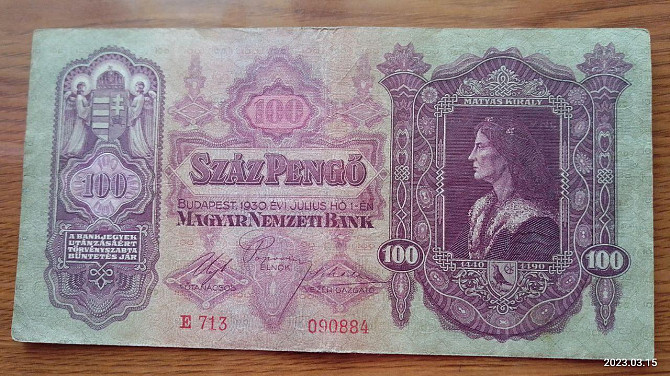 100
SZÁZ PENGŐ
BUDAPEST, 1930. ÉVI JÚLIUS HÓ 1-ÉN
MAGYAR NEMZETI BANK
100
A BANKJEGYEK
UTÁNZÁSÁÉRT
TÖRVÉNYSZABTA
BÜNTETÉS JÁR
ELNÖK
FŐTANÁCSOS
VEZÉRIGAZGATÓ
E 713
090884
MÁTYÁS KIRÁLY
100
100
1440
1490
2023.03.15